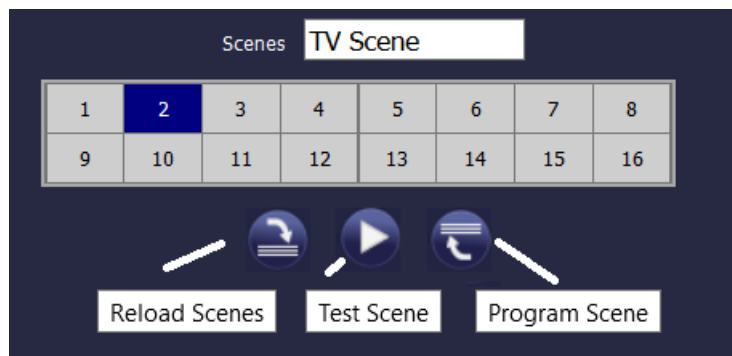 Scenes TV Scene
1 2 3 4 5 6 7 8
9 10 11 12 13 14 15 16
Reload Scenes Test Scene Program Scene